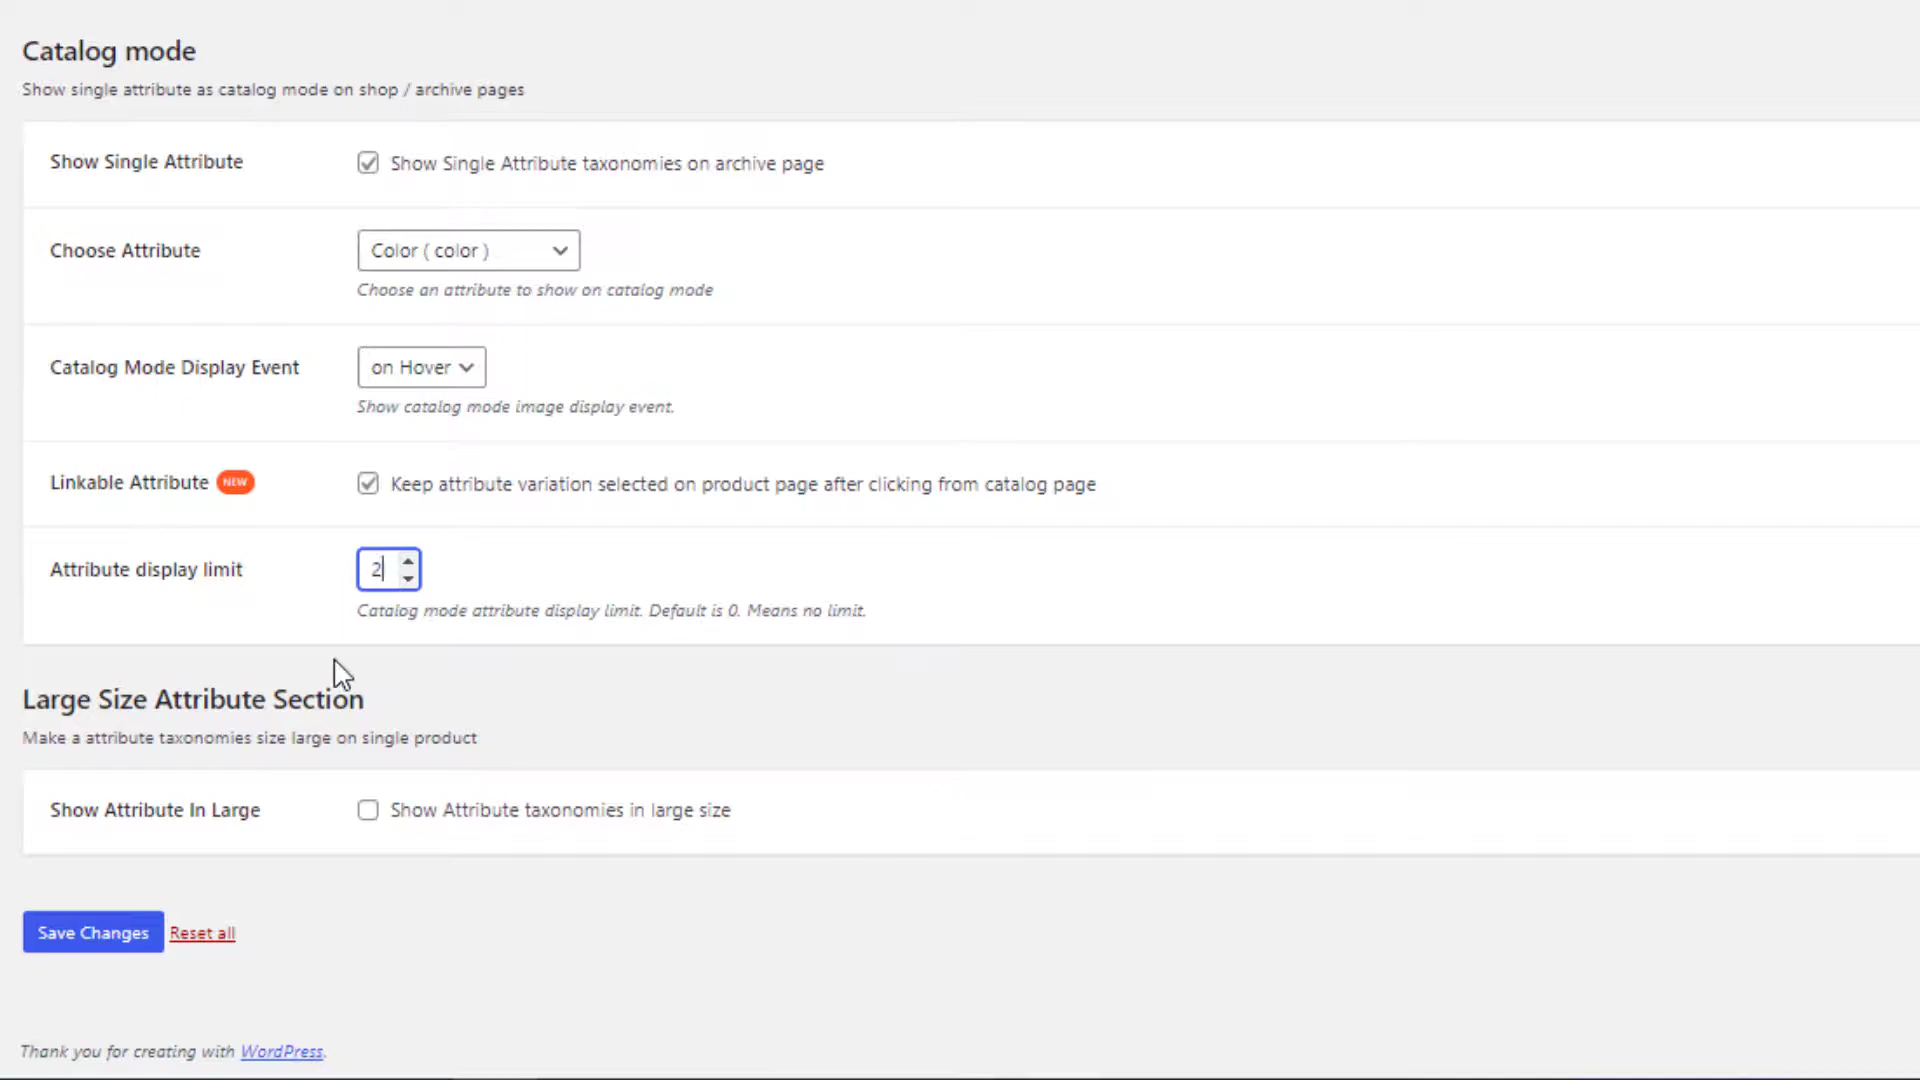 Catalog mode
Show single attribute as catalog mode on shop / archive pages
Show Single Attribute
Show Single Attribute taxonomies on archive page
Choose Attribute
Color ( color )
Choose an attribute to show on catalog mode
Catalog Mode Display Event
on Hover
Show catalog mode image display event.
Linkable Attribute NEW
Keep attribute variation selected on product page after clicking from catalog page
Attribute display limit
2
Catalog mode attribute display limit. Default is 0. Means no limit.
Large Size Attribute Section
Make a attribute taxonomies size large on single product
Show Attribute In Large
Show Attribute taxonomies in large size
Save Changes Reset all
Thank you for creating with WordPress.